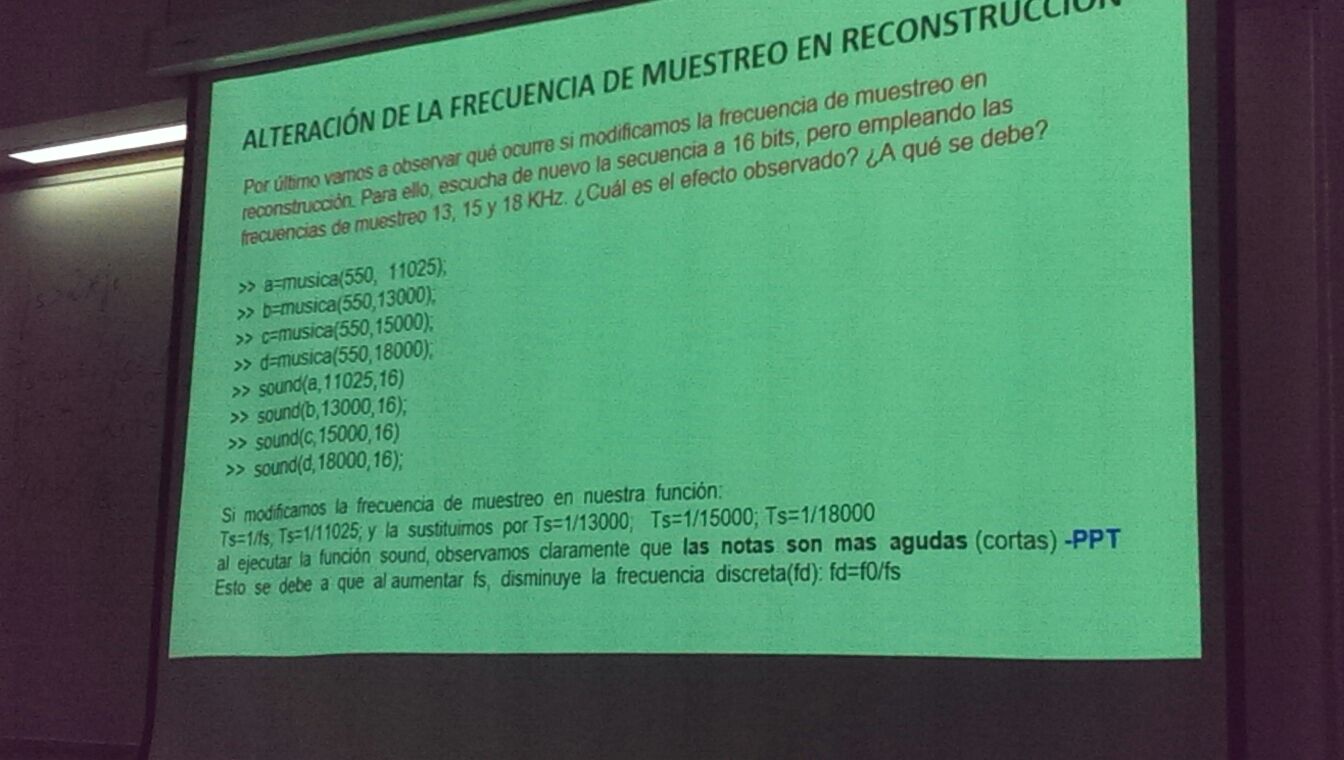 ALTERACIÓN DE LA FRECUENCIA DE MUESTREO EN RECONSTRUCCIÓN
Por último vamos a observar qué ocurre si modificamos la frecuencia de muestreo en
reconstrucción. Para ello, escucha de nuevo la secuencia a 16 bits, pero empleando las
frecuencias de muestreo 13, 15 y 18 KHz. ¿Cuál es el efecto observado? ¿A qué se debe?
>> a=musica(550, 11025);
>> b=musica(550,13000);
>> c=musica(550,15000);
>> d=musica(550,18000);
>> sound(a,11025,16)
>> sound(b,13000,16);
>> sound(c,15000,16)
>> sound(d,18000,16);
Si modificamos la frecuencia de muestreo en nuestra función:
Ts=1/fs; Ts=1/11025; y la sustituimos por Ts=1/13000; Ts=1/15000; Ts=1/18000
al ejecutar la función sound, observamos claramente que las notas son mas agudas (cortas) -PPT
Esto se debe a que al aumentar fs, disminuye la frecuencia discreta(fd): fd=f0/fs